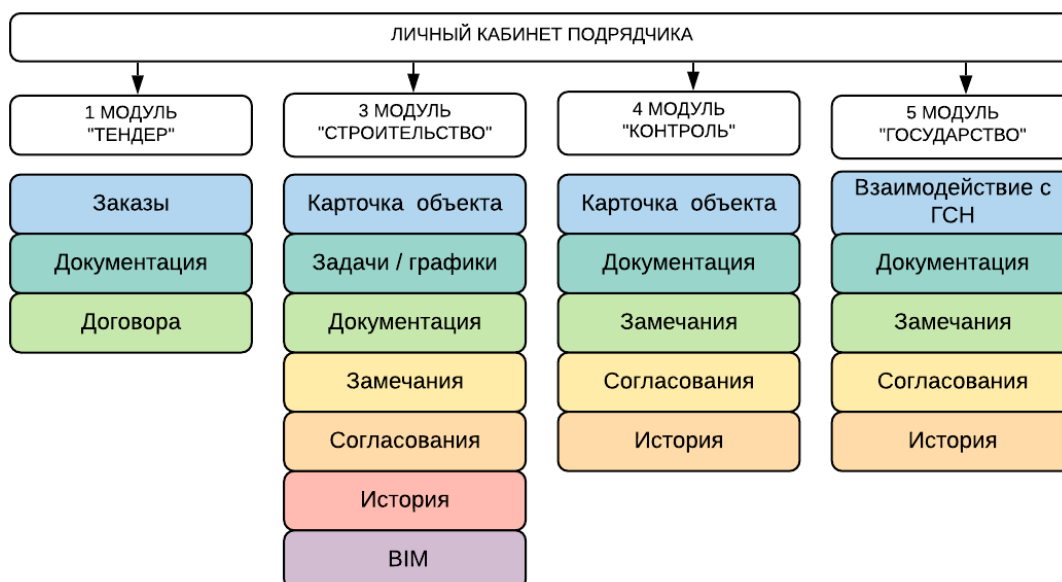 ЛИЧНЫЙ КАБИНЕТ ПОДРЯДЧИКА
1 МОДУЛЬ
"ТЕНДЕР"
Заказы
Документация
Договора
3 МОДУЛЬ
"СТРОИТЕЛЬСТВО"
Карточка объекта
Задачи / графики
Документация
Замечания
Согласования
История
BIM
4 МОДУЛЬ
"КОНТРОЛЬ"
Карточка объекта
Документация
Замечания
Согласования
История
5 МОДУЛЬ
"ГОСУДАРСТВО"
Взаимодействие с
ГСН
Документация
Замечания
Согласования
История